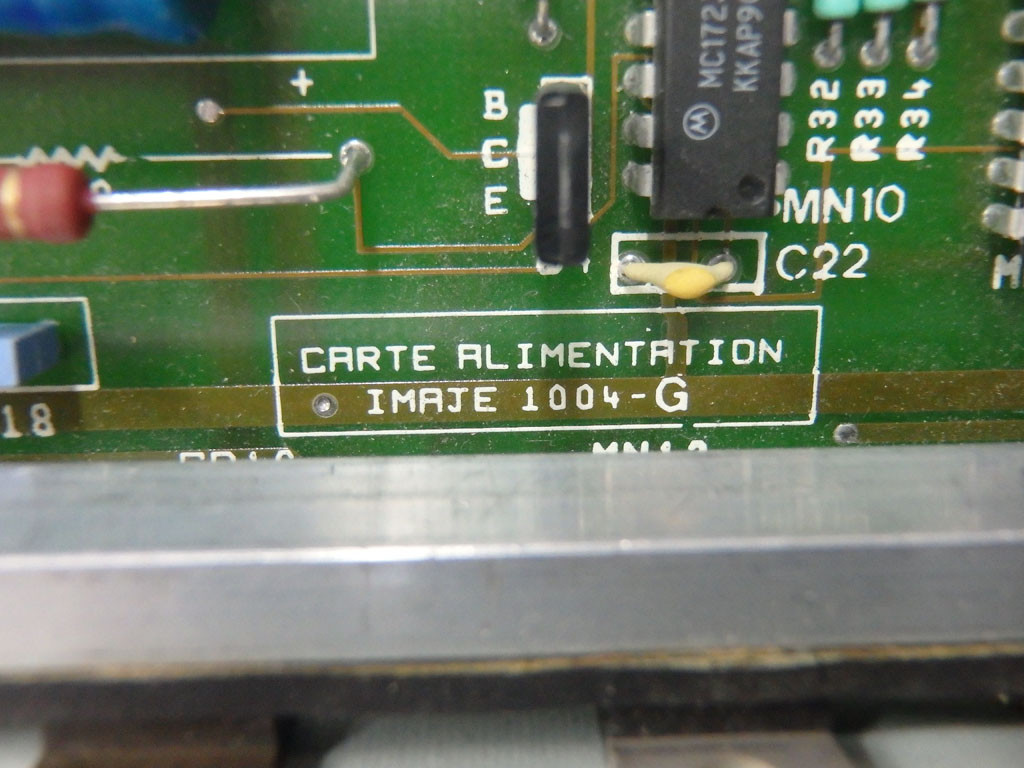 +
B
C
E
R32
R33
R34
MN10
C22
CARTE ALIMENTATION
IMAJE 1004-G
18